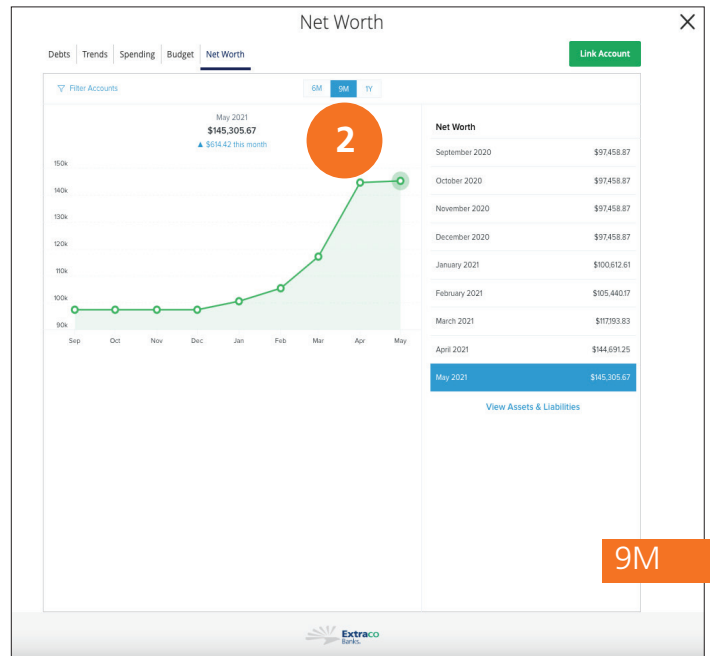 Net Worth
Debts Trends Spending Budget Net Worth
Link Account
Filter Accounts
6M 9M 1Y
May 2021
$145,305.67
▲ $614.42 this month
2
150k
140k
130k
120k
110k
100k
90k
Sep Oct Nov Dec Jan Feb Mar Apr May
Net Worth
September 2020 $97,458.87
October 2020 $97,458.87
November 2020 $97,458.87
December 2020 $97,458.87
January 2021 $100,612.61
February 2021 $105,440.17
March 2021 $117,193.83
April 2021 $144,691.25
May 2021 $145,305.67
View Assets & Liabilities
9M
Extraco
Banks.